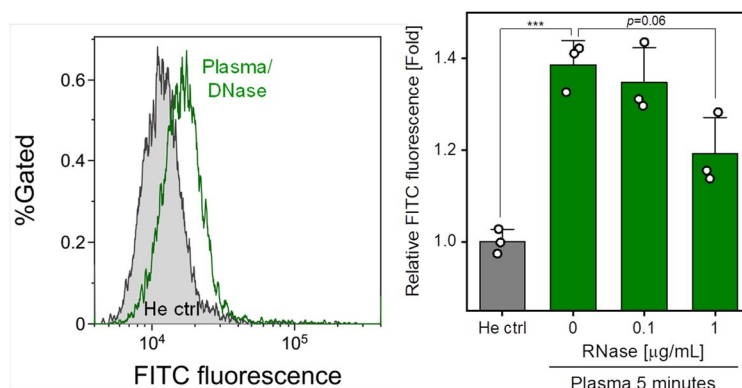 0.6
0.4
0.2
0
%Gated
Plasma/
DNase
He ctrl
10⁴
10⁵
FITC fluorescence
Relative FITC fluorescence [Fold]
1.4
1.2
1.0
***
p=0.06
He ctrl
0
0.1
1
RNase [μg/mL]
Plasma 5 minutes